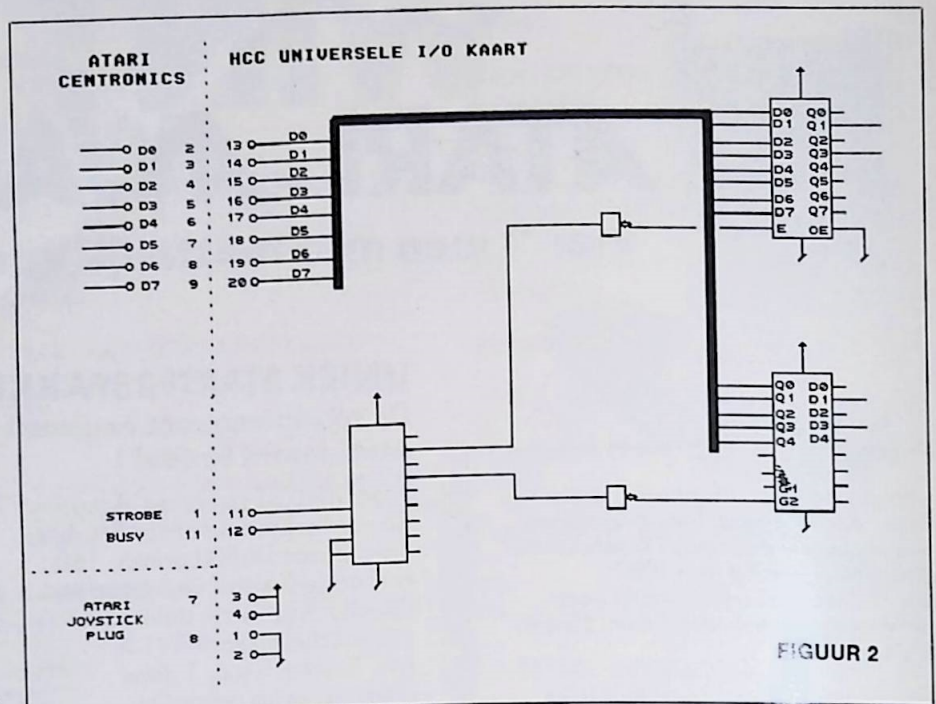 ATARI
CENTRONICS
HCC UNIVERSELE I/O KAART
D0 2
D1 3
D2 4
D3 5
D4 6
D5 7
D6 8
D7 9
13 D0
14 D1
15 D2
16 D3
17 D4
18 D5
19 D6
20 D7
D0 Q0
D1 Q1
D2 Q2
D3 Q3
D4 Q4
D5 Q5
D6 Q6
D7 Q7
E OE
Q0 D0
Q1 D1
Q2 D2
Q3 D3
Q4 D4
G1
G2
STROBE 1 11
BUSY 11 12
ATARI
JOYSTICK
PLUG
7 3
4
8 1
2
FIGUUR 2